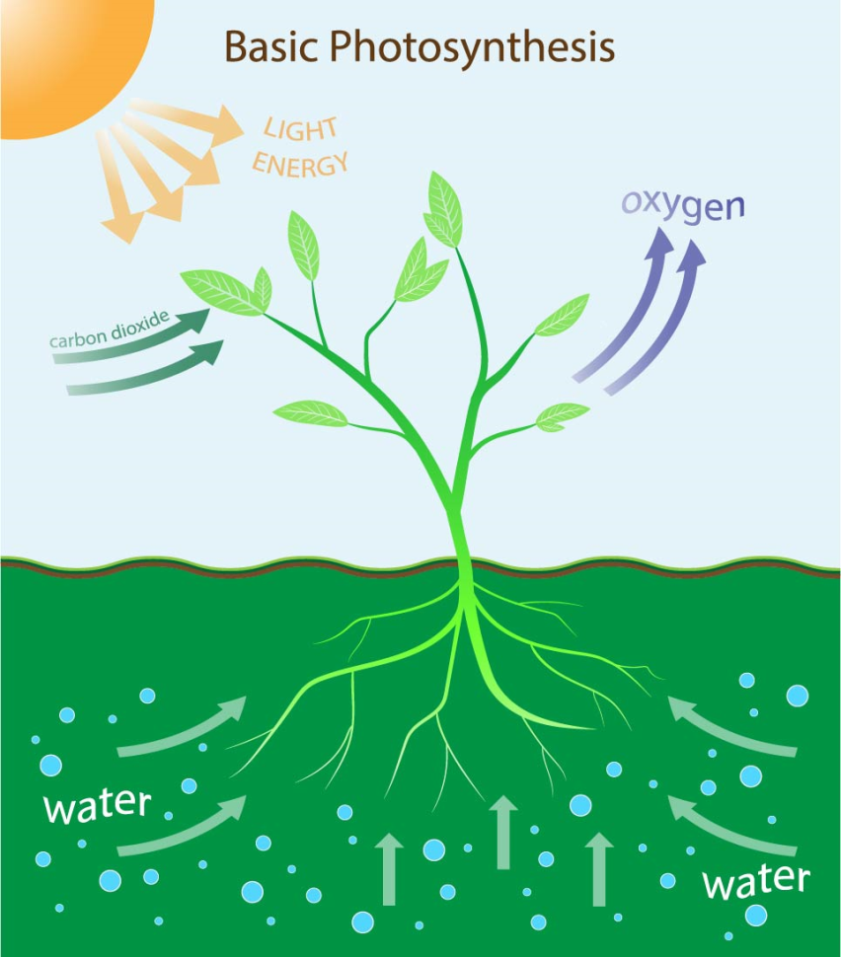 Basic Photosynthesis
LIGHT
ENERGY
oxygen
carbon dioxide
water
water